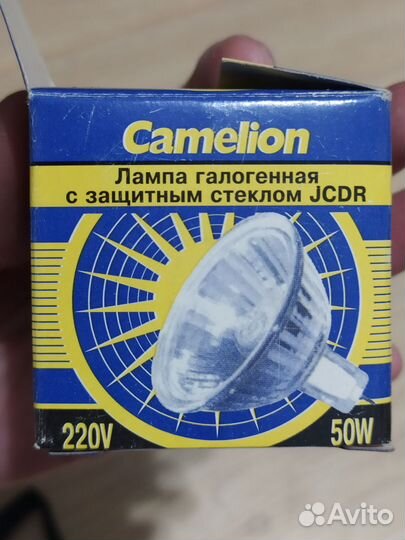 Camelion
Лампа галогенная
с защитным стеклом JCDR
220V
50W
Avito